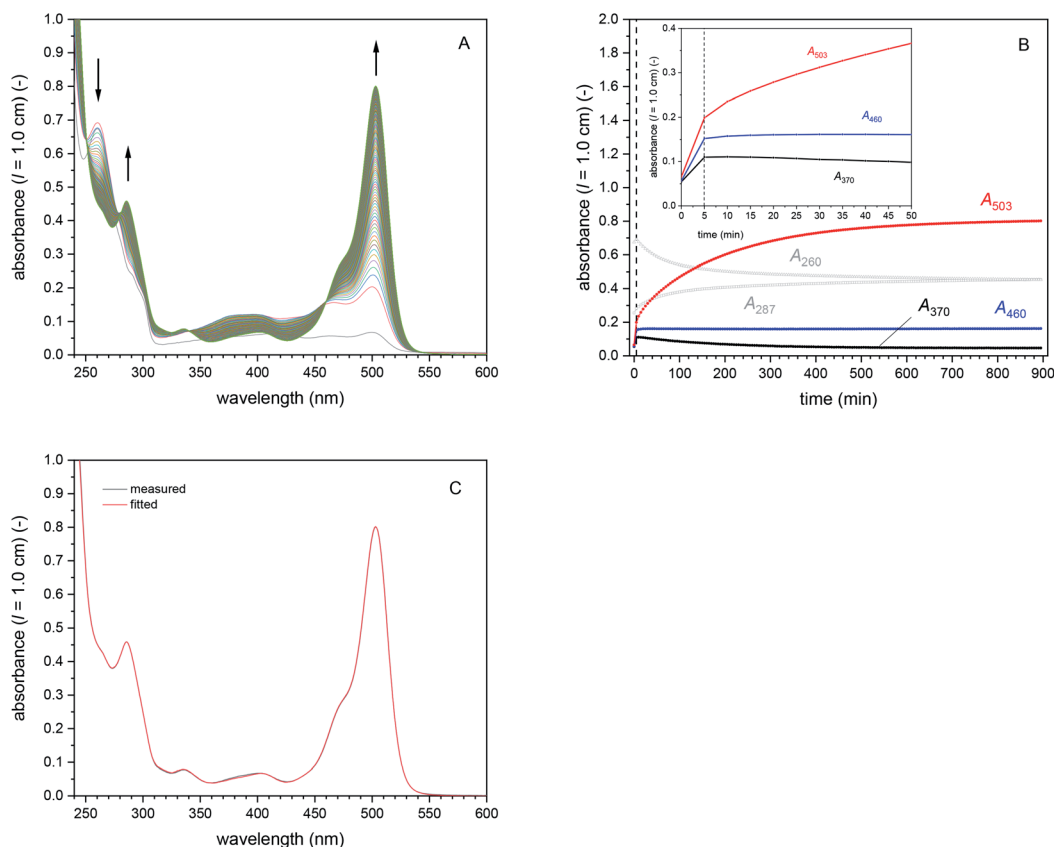 A
absorbance (l = 1.0 cm) (-)
1.0
0.9
0.8
0.7
0.6
0.5
0.4
0.3
0.2
0.1
0.0
250 300 350 400 450 500 550 600
wavelength (nm)
B
absorbance (l = 1.0 cm) (-)
2.0
1.8
1.6
1.4
1.2
1.0
0.8
0.6
0.4
0.2
0.0
0 100 200 300 400 500 600 700 800 900
time (min)
absorbance (l = 1.0 cm) (-)
0.4
0.3
0.2
0.1
0.0
0 5 10 15 20 25 30 35 40 45 50
time (min)
A503
A460
A370
A503
A260
A287
A370
A460
C
measured
fitted
absorbance (l = 1.0 cm) (-)
1.0
0.9
0.8
0.7
0.6
0.5
0.4
0.3
0.2
0.1
0.0
250 300 350 400 450 500 550 600
wavelength (nm)